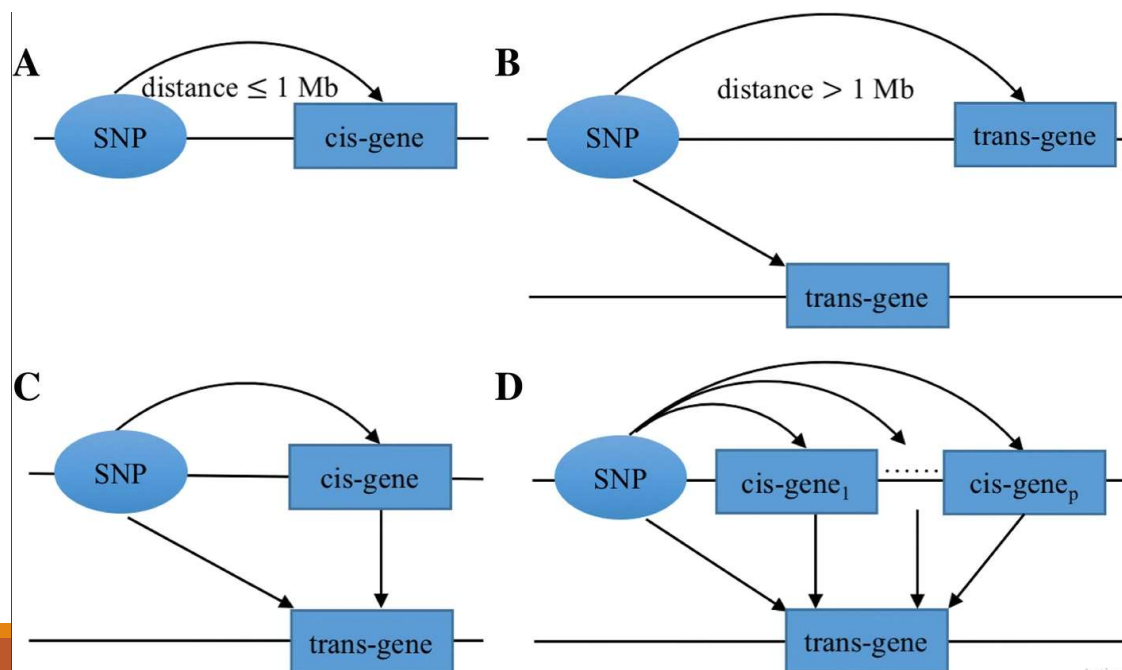 A
distance ≤ 1 Mb
SNP
cis-gene
B
distance > 1 Mb
SNP
trans-gene
trans-gene
C
SNP
cis-gene
trans-gene
D
SNP
cis-gene₁
......
cis-geneₚ
trans-gene